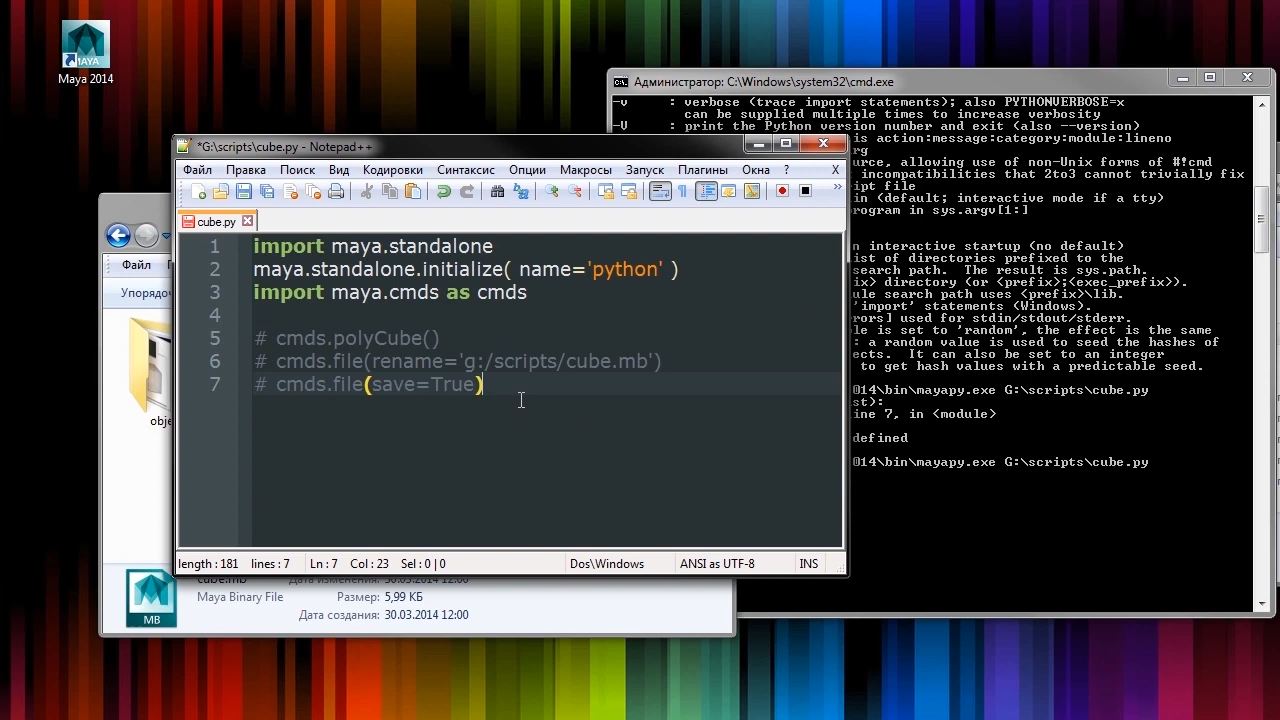 MAYA
Maya 2014
Администратор: C:\Windows\system32\cmd.exe
-v : verbose (trace import statements); also PYTHONVERBOSE=x
can be supplied multiple times to increase verbosity
-V : print the Python version number and exit (also --version)
is action:message:category:module:lineno
rg
urce, allowing use of non-Unix forms of #!cmd
incompatibilities that 2to3 cannot trivially fix
ipt file
in (default; interactive mode if a tty)
rogram in sys.argv[1:]
n interactive startup (no default)
ist of directories prefixed to the
search path. The result is sys.path.
ix> directory (or <prefix>;<exec_prefix>).
ule search path uses <prefix>\lib.
'import' statements (Windows).
rrors] used for stdin/stdout/stderr.
le is set to 'random', the effect is the same
: a random value is used to seed the hashes of
ects. It can also be set to an integer
to get hash values with a predictable seed.
014\bin\mayapy.exe G:\scripts\cube.py
st):
ine 7, in <module>
defined
014\bin\mayapy.exe G:\scripts\cube.py
*G:\scripts\cube.py - Notepad++
Файл Правка Поиск Вид Кодировки Синтаксис Опции Макросы Запуск Плагины Окна ? X
cube.py
1 import maya.standalone
2 maya.standalone.initialize( name='python' )
3 import maya.cmds as cmds
4
5 # cmds.polyCube()
6 # cmds.file(rename='g:/scripts/cube.mb')
7 # cmds.file(save=True)
length : 181 lines : 7 Ln : 7 Col : 23 Sel : 0 | 0 Dos\Windows ANSI as UTF-8 INS
Файл
Упорядоч
obje
MB
cube.mb Дата изменения: 30.03.2014 12:00
Maya Binary File Размер: 5,99 КБ
Дата создания: 30.03.2014 12:00